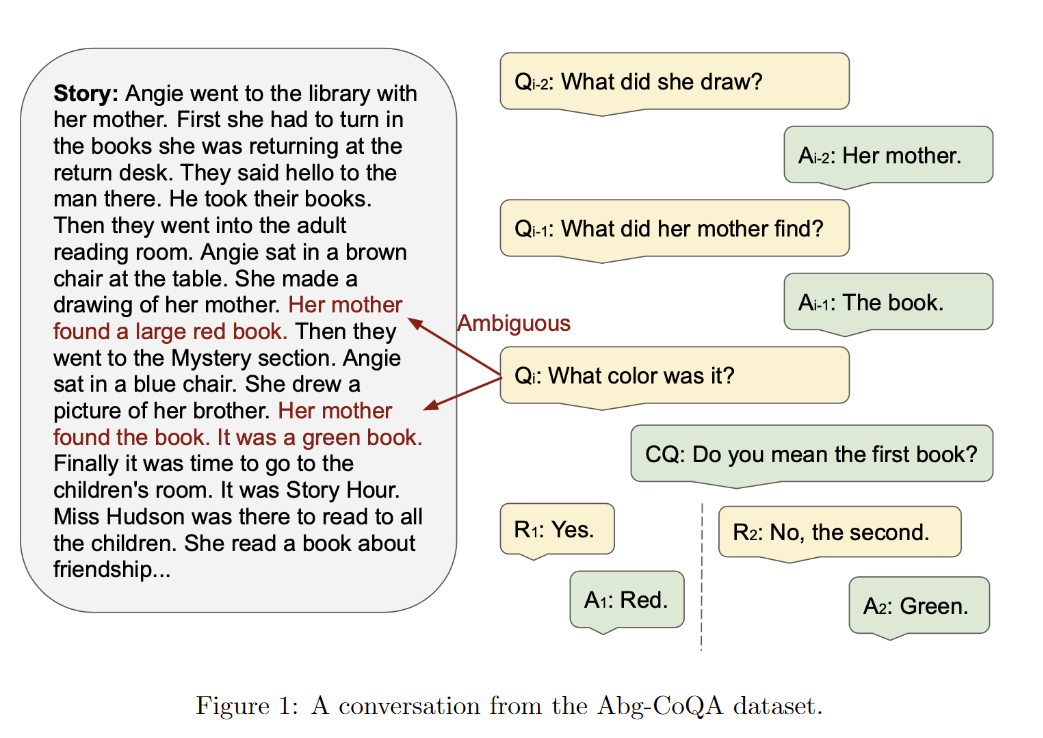 Story: Angie went to the library with
her mother. First she had to turn in
the books she was returning at the
return desk. They said hello to the
man there. He took their books.
Then they went into the adult
reading room. Angie sat in a brown
chair at the table. She made a
drawing of her mother. Her mother
found a large red book. Then they
went to the Mystery section. Angie
sat in a blue chair. She drew a
picture of her brother. Her mother
found the book. It was a green book.
Finally it was time to go to the
children's room. It was Story Hour.
Miss Hudson was there to read to all
the children. She read a book about
friendship...
Qi-2: What did she draw?
Ai-2: Her mother.
Qi-1: What did her mother find?
Ai-1: The book.
Ambiguous
Qi: What color was it?
CQ: Do you mean the first book?
R1: Yes.
A1: Red.
R2: No, the second.
A2: Green.
Figure 1: A conversation from the Abg-CoQA dataset.